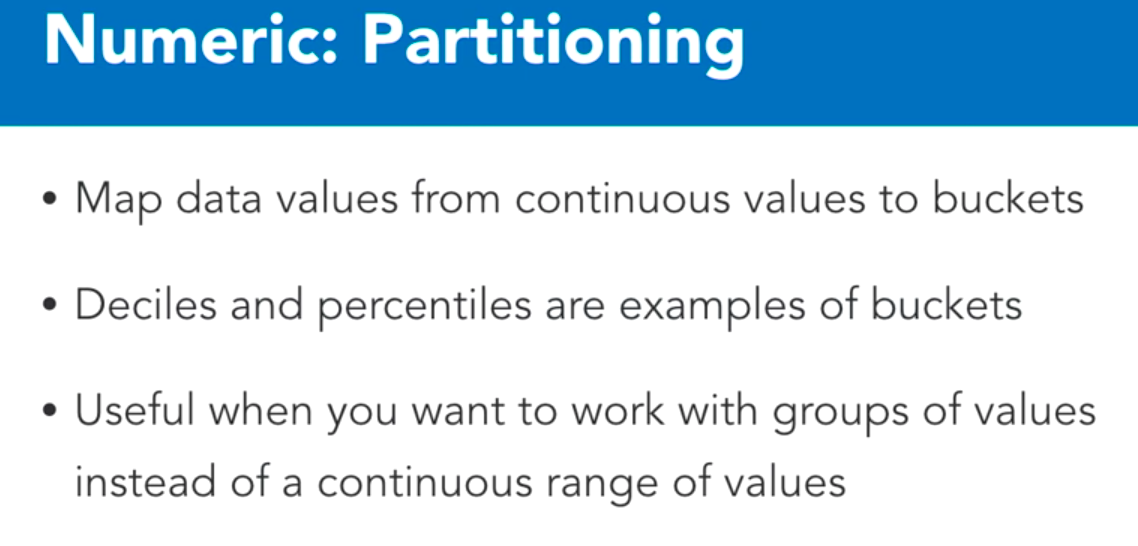 Numeric: Partitioning
• Map data values from continuous values to buckets
• Deciles and percentiles are examples of buckets
• Useful when you want to work with groups of values
instead of a continuous range of values